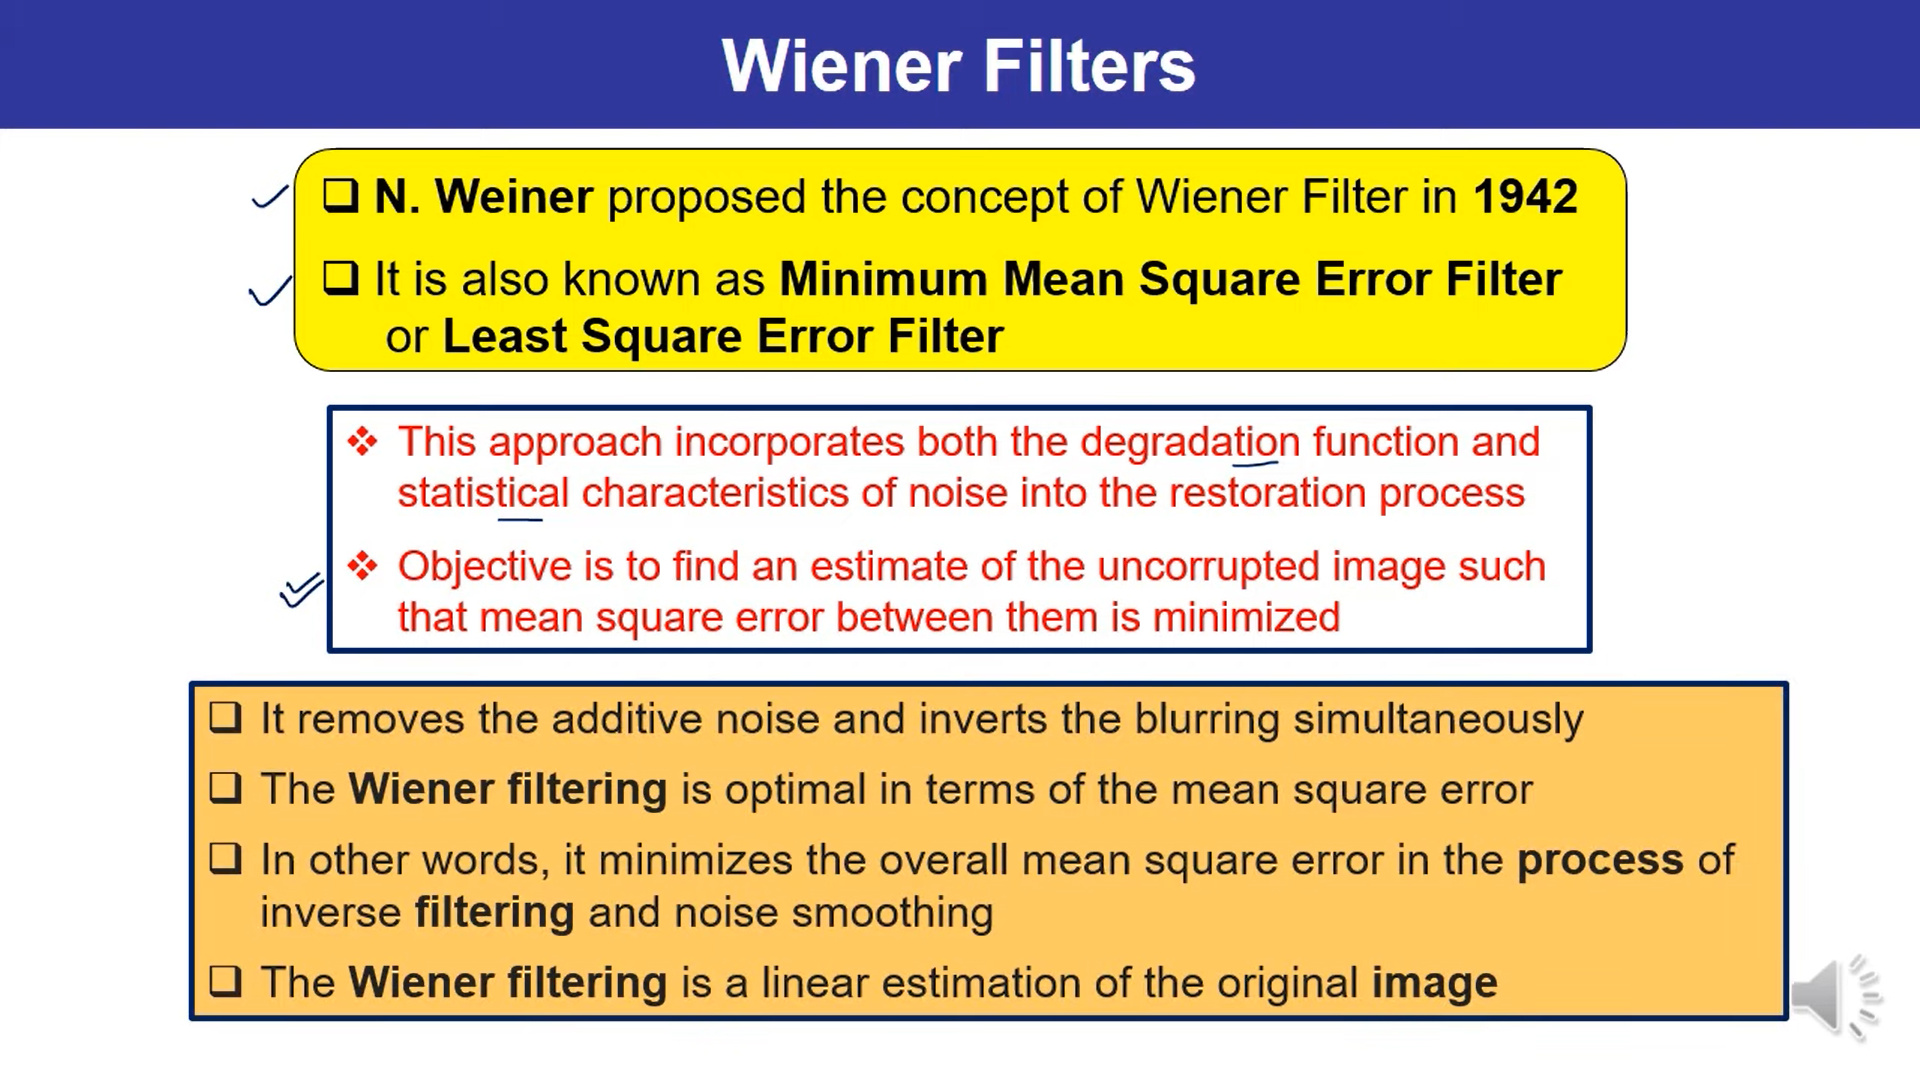 Wiener Filters
❑ N. Weiner proposed the concept of Wiener Filter in 1942
❑ It is also known as Minimum Mean Square Error Filter
or Least Square Error Filter
❖ This approach incorporates both the degradation function and
statistical characteristics of noise into the restoration process
❖ Objective is to find an estimate of the uncorrupted image such
that mean square error between them is minimized
❑ It removes the additive noise and inverts the blurring simultaneously
❑ The Wiener filtering is optimal in terms of the mean square error
❑ In other words, it minimizes the overall mean square error in the process of
inverse filtering and noise smoothing
❑ The Wiener filtering is a linear estimation of the original image